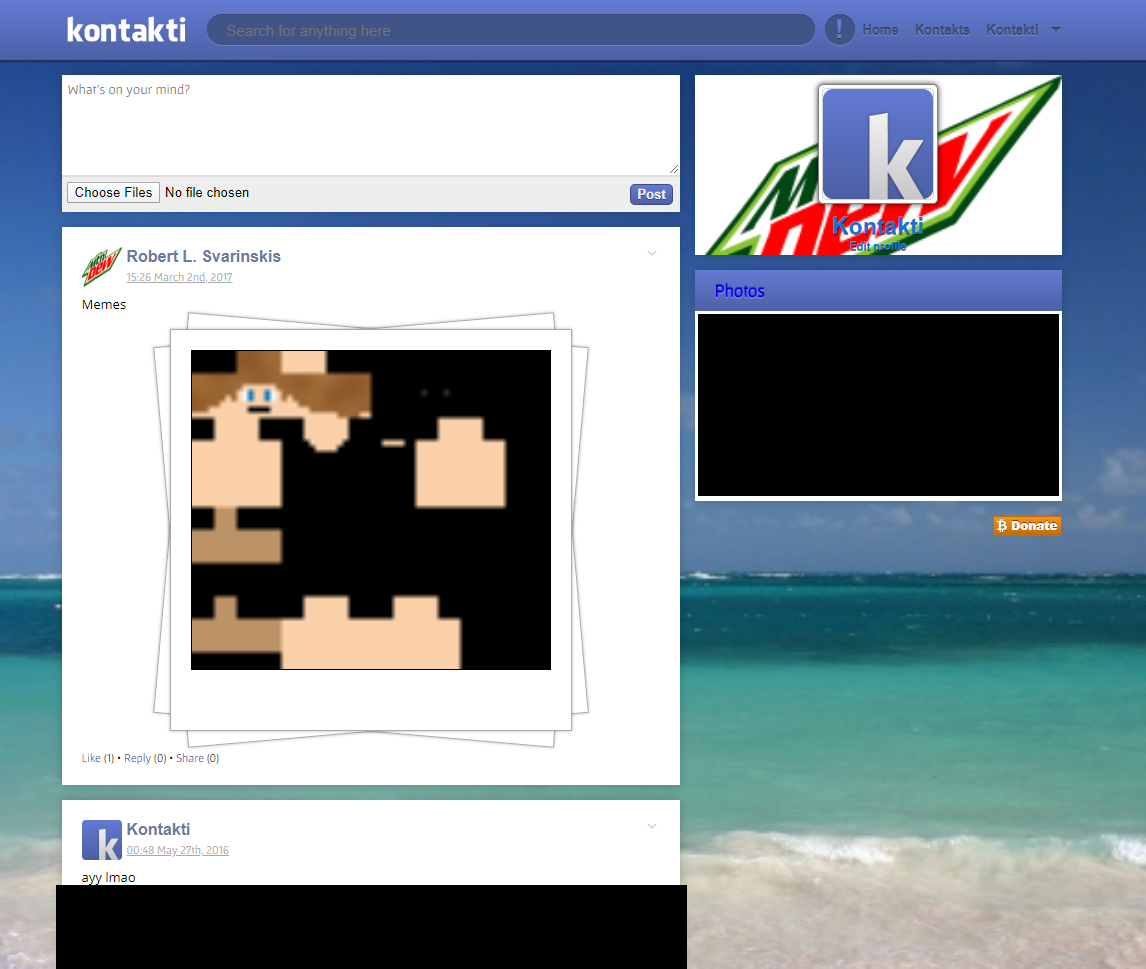 kontakti
Search for anything here
! Home Kontakts Kontakti
What's on your mind?
Choose Files No file chosen
Post
k
Kontakti
Edit profile
Robert L. Svarinskis
15:26 March 2nd, 2017
Memes
Photos
₿ Donate
Like (1) • Reply (0) • Share (0)
k
Kontakti
00:48 May 27th, 2016
ayy lmao